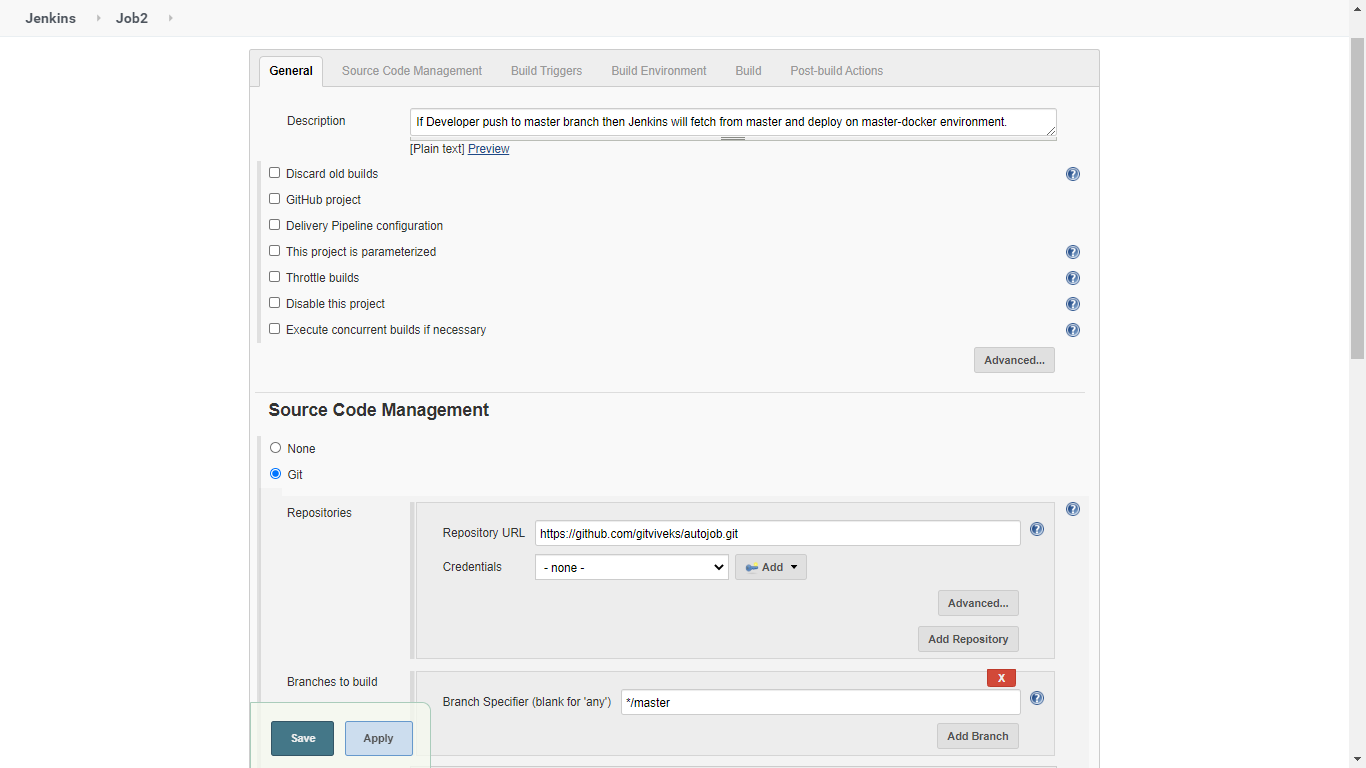 Jenkins Job2
General Source Code Management Build Triggers Build Environment Build Post-build Actions
Description If Developer push to master branch then Jenkins will fetch from master and deploy on master-docker environment.
[Plain text] Preview
Discard old builds
GitHub project
Delivery Pipeline configuration
This project is parameterized
Throttle builds
Disable this project
Execute concurrent builds if necessary
Advanced...
Source Code Management
None
Git
Repositories
Repository URL https://github.com/gitviveks/autojob.git
Credentials - none - Add
Advanced...
Add Repository
Branches to build X
Branch Specifier (blank for 'any') */master
Save Apply Add Branch